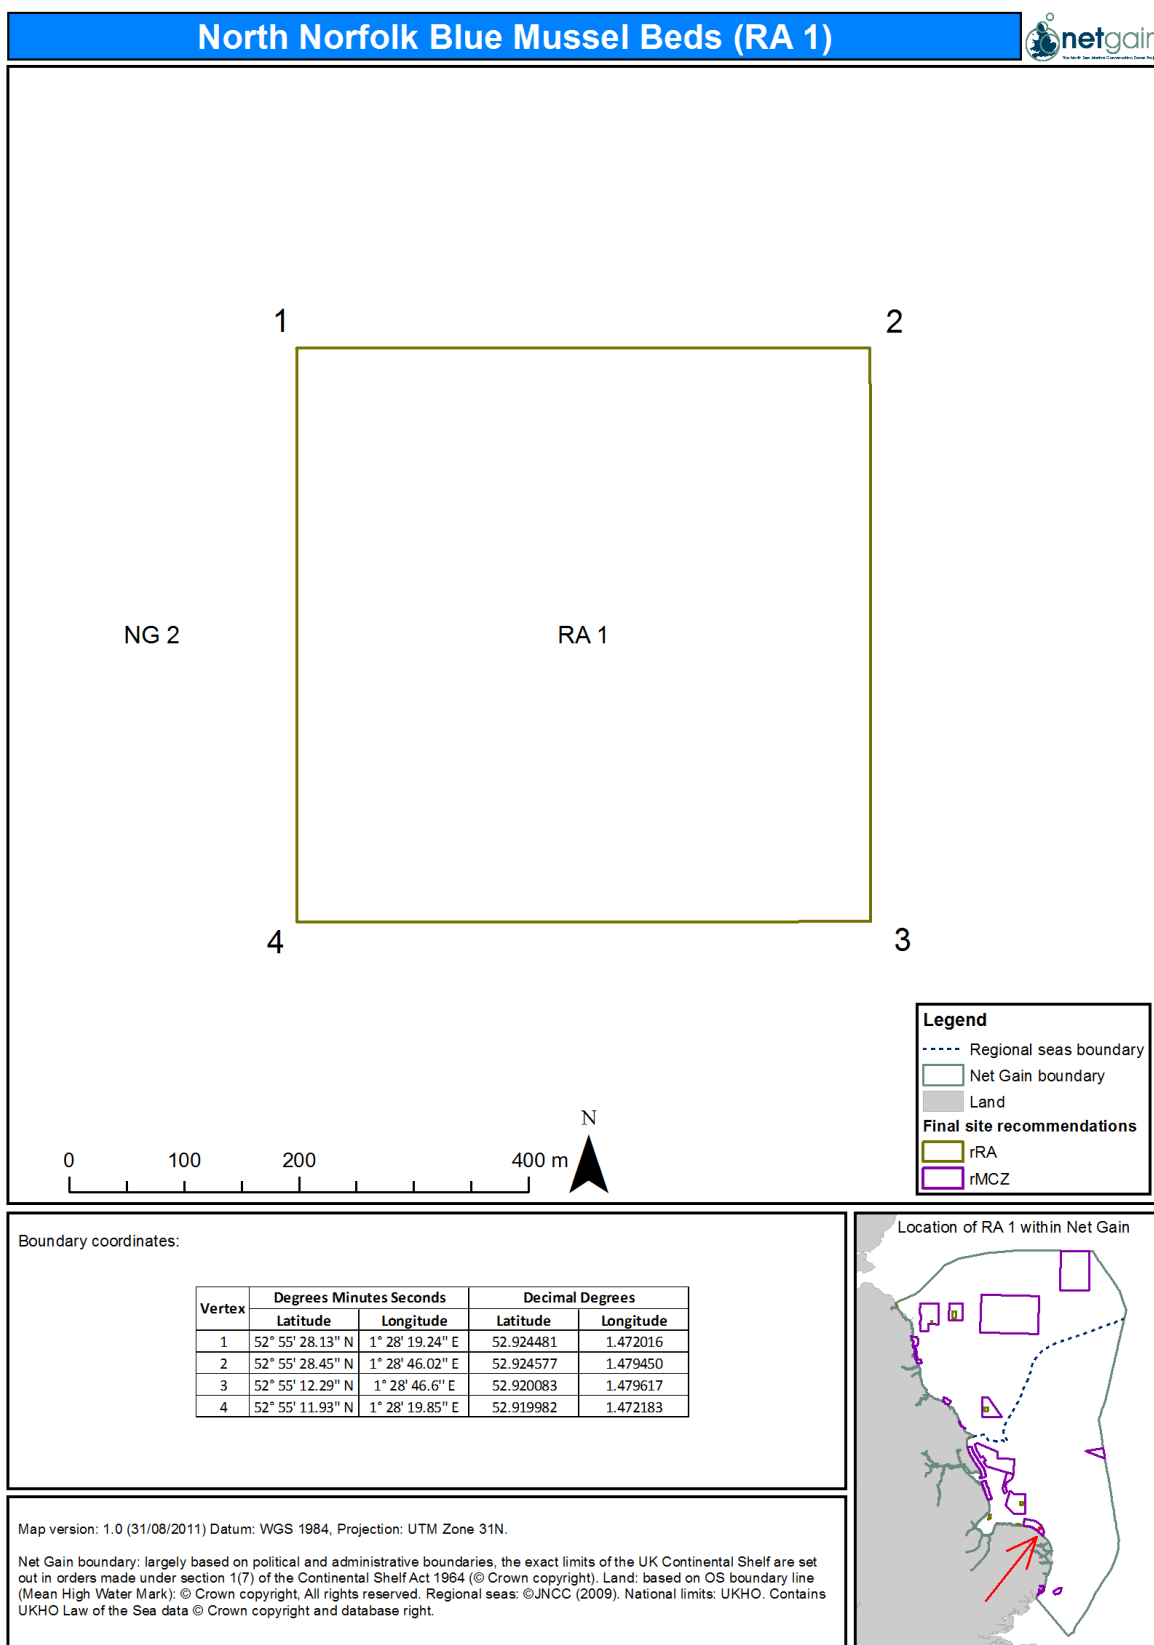 North Norfolk Blue Mussel Beds (RA 1)
netgain
1
2
NG 2
RA 1
4
3
Legend
Regional seas boundary
Net Gain boundary
Land
Final site recommendations
rRA
rMCZ
N
0 100 200 400 m
Boundary coordinates:
Vertex Degrees Minutes Seconds Decimal Degrees
Latitude Longitude Latitude Longitude
1 52° 55' 28.13" N 1° 28' 19.24" E 52.924481 1.472016
2 52° 55' 28.45" N 1° 28' 46.02" E 52.924577 1.479450
3 52° 55' 12.29" N 1° 28' 46.6" E 52.920083 1.479617
4 52° 55' 11.93" N 1° 28' 19.85" E 52.919982 1.472183
Location of RA 1 within Net Gain
Map version: 1.0 (31/08/2011) Datum: WGS 1984, Projection: UTM Zone 31N.
Net Gain boundary: largely based on political and administrative boundaries, the exact limits of the UK Continental Shelf are set
out in orders made under section 1(7) of the Continental Shelf Act 1964 (© Crown copyright). Land: based on OS boundary line
(Mean High Water Mark): © Crown copyright, All rights reserved. Regional seas: ©JNCC (2009). National limits: UKHO. Contains
UKHO Law of the Sea data © Crown copyright and database right.